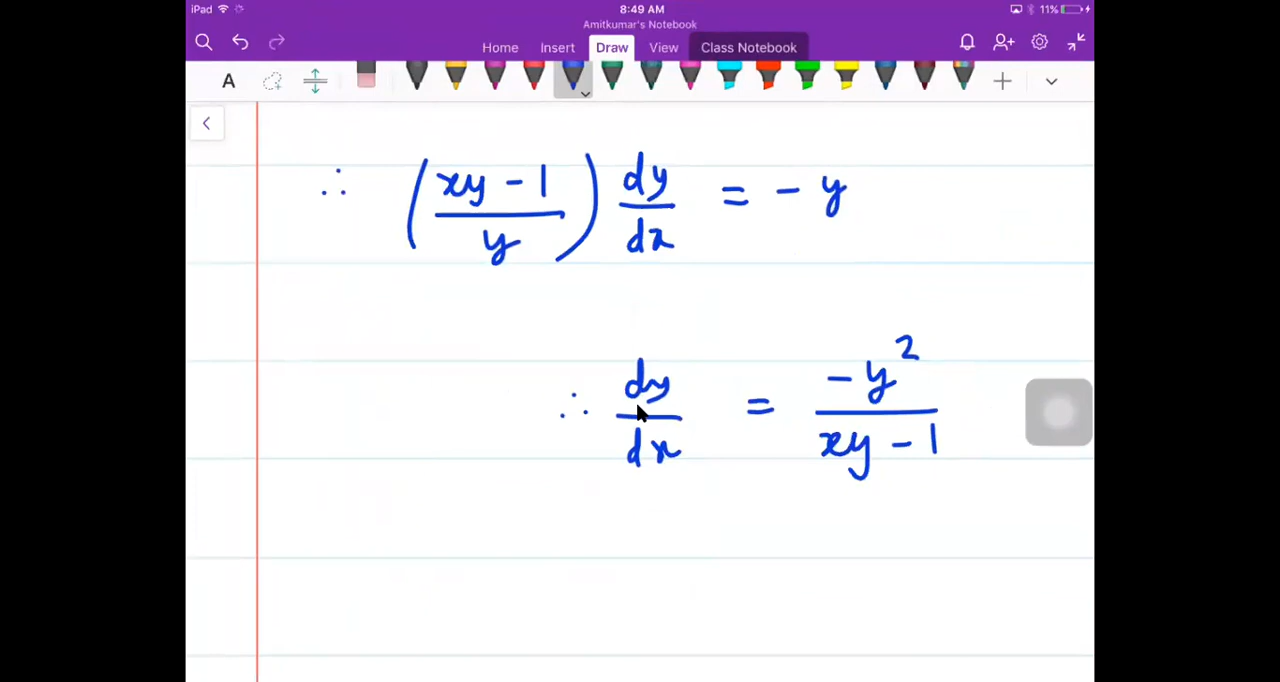 iPad 8:49 AM 11%
Amitkumar's Notebook
Home Insert Draw View Class Notebook
A
∴ (xy - 1 / y) dy/dx = - y
∴ dy/dx = - y² / xy - 1